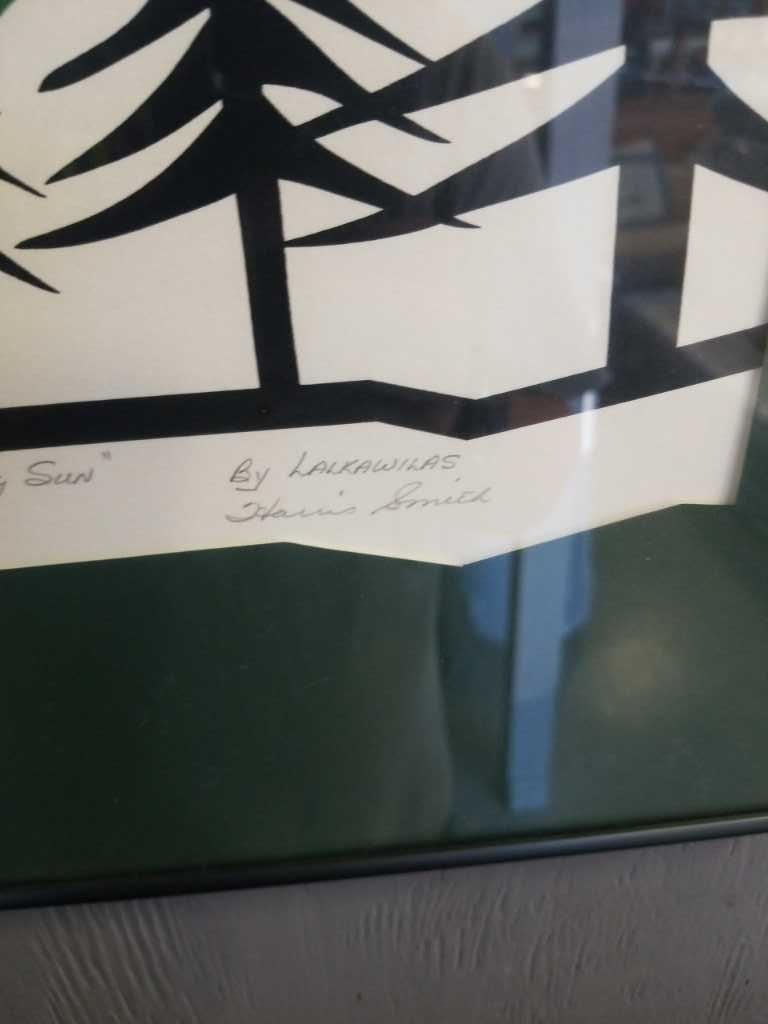 Sun"
By LALKAWILAS
Harris Smith